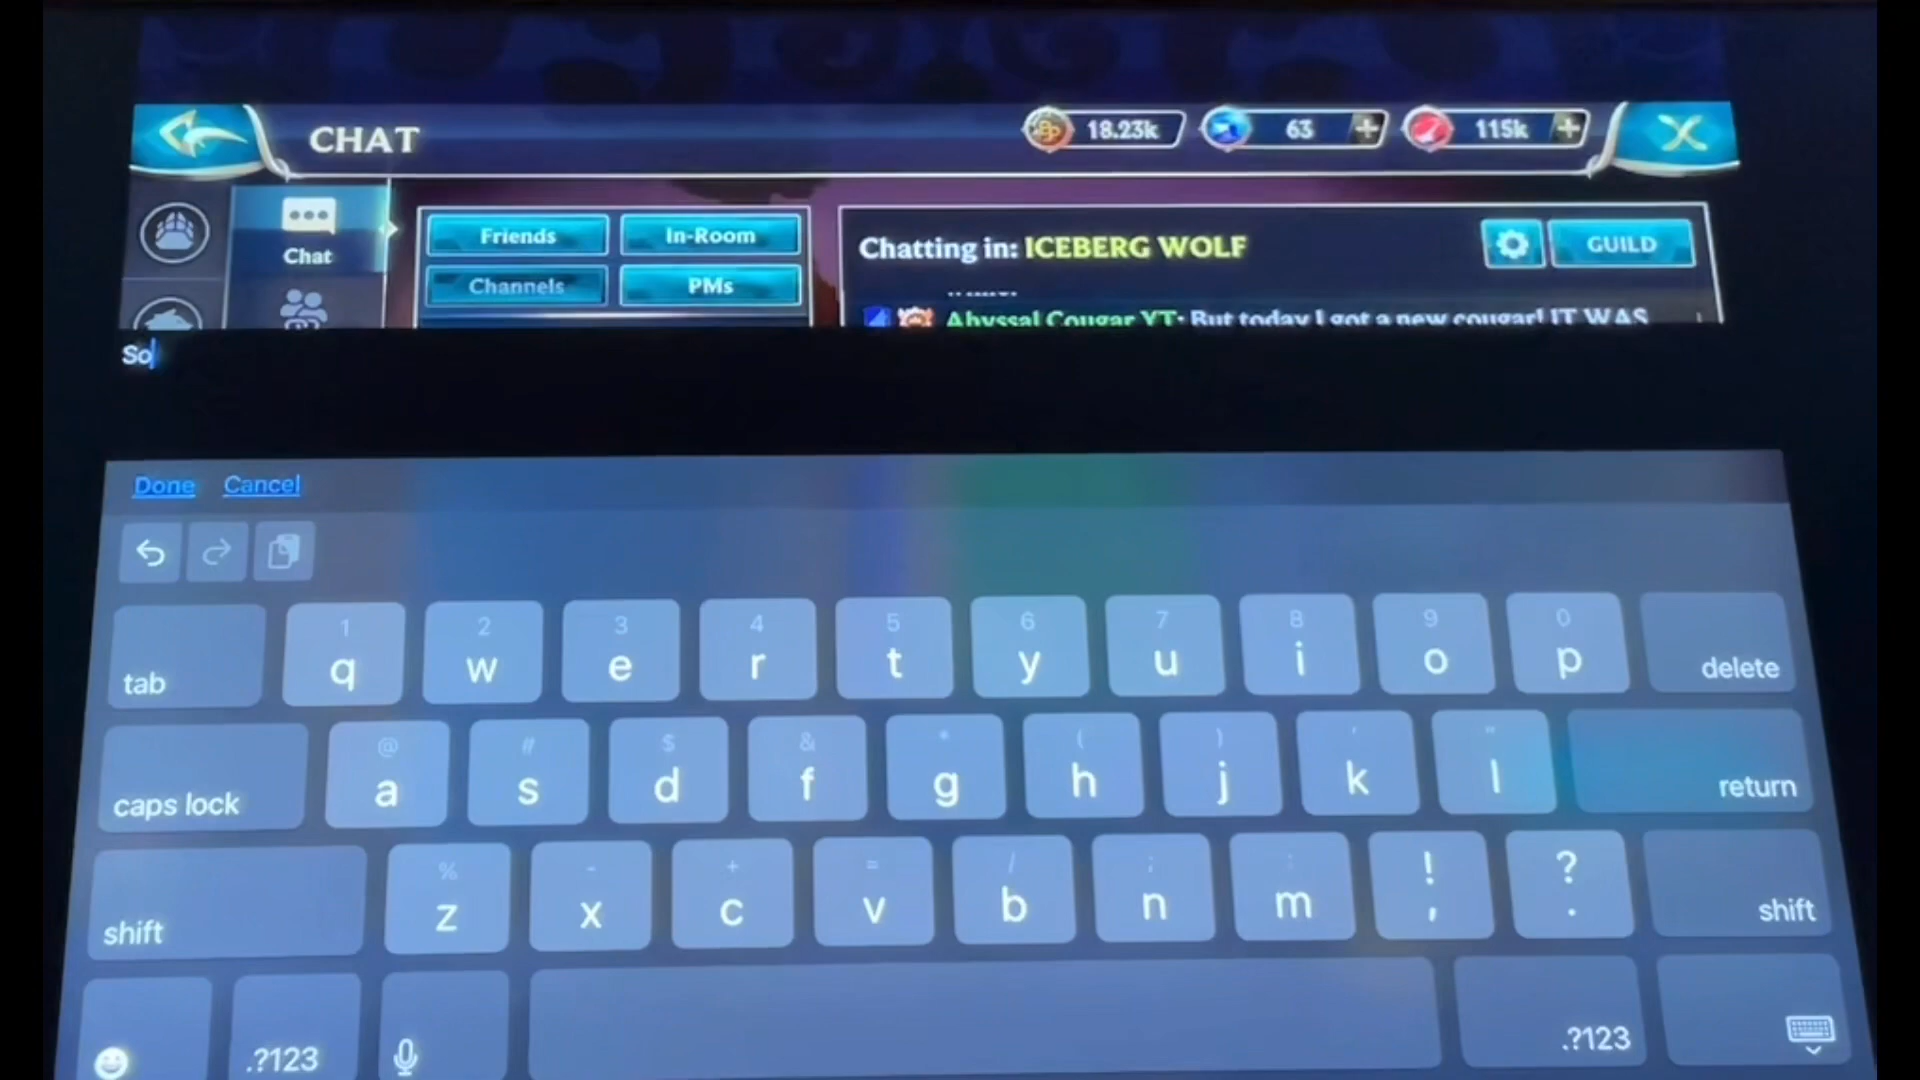 CHAT
18.23k
63
115k
Chat
Friends
In-Room
Channels
PMs
Chatting in: ICEBERG WOLF
GUILD
Abyssal Cougar YT: But today I got a new cougar! IT WAS
So
Done Cancel
tab
1 2 3 4 5 6 7 8 9 0
q w e r t y u i o p
delete
@ # $ & * ( ) ' "
caps lock a s d f g h j k l return
% - + = / ; : ! ?
shift z x c v b n m , . shift
.?123 .?123